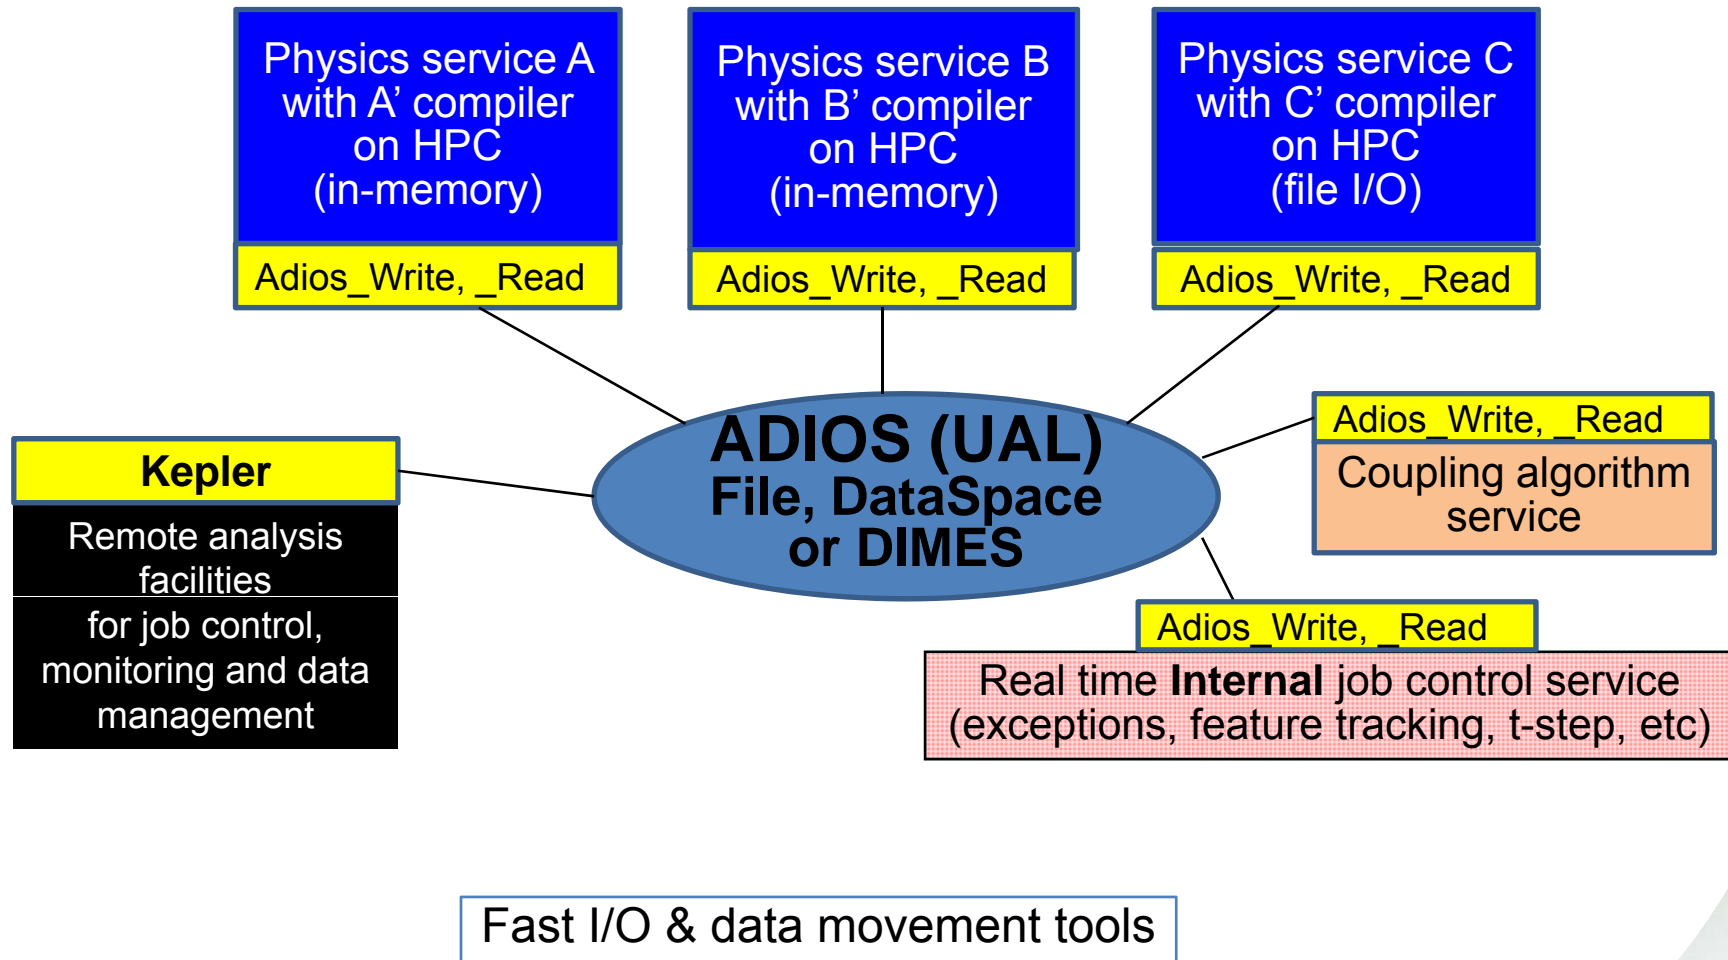 Physics service A
with A’ compiler
on HPC
(in-memory)
Adios_Write, _Read
Physics service B
with B’ compiler
on HPC
(in-memory)
Adios_Write, _Read
Physics service C
with C’ compiler
on HPC
(file I/O)
Adios_Write, _Read
ADIOS (UAL)
File, DataSpace
or DIMES
Kepler
Remote analysis
facilities
for job control,
monitoring and data
management
Adios_Write, _Read
Coupling algorithm
service
Adios_Write, _Read
Real time Internal job control service
(exceptions, feature tracking, t-step, etc)
Fast I/O & data movement tools